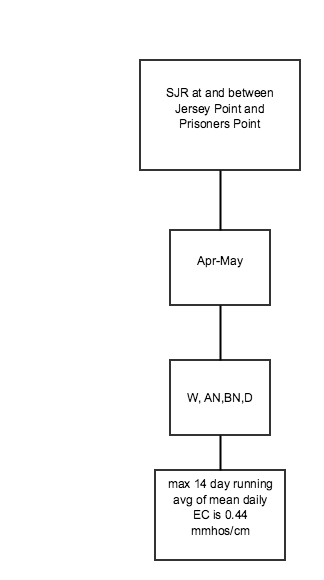 SJR at and between
Jersey Point and
Prisoners Point
Apr-May
W, AN,BN,D
max 14 day running
avg of mean daily
EC is 0.44
mmhos/cm